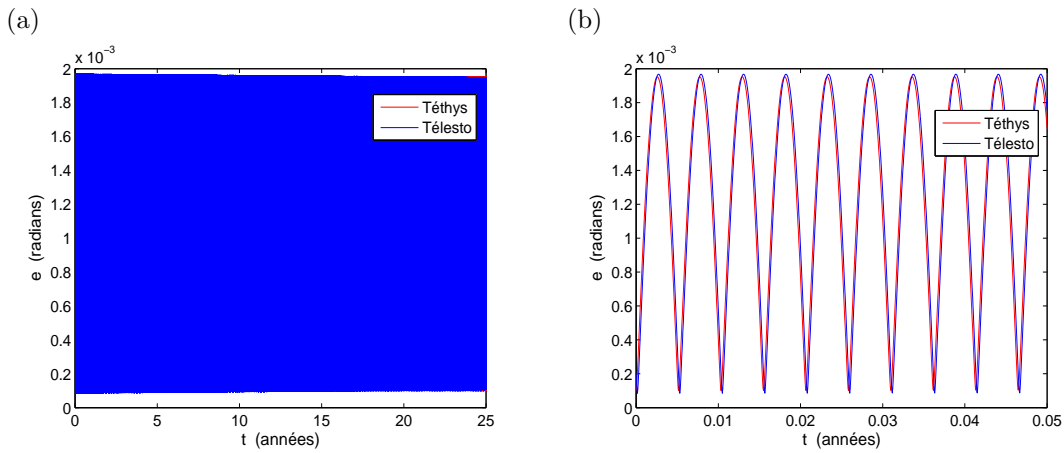 (a)
x 10⁻³
2
1.8
1.6
1.4
1.2
1
0.8
0.6
0.4
0.2
0
e (radians)
Téthys
Télesto
0 5 10 15 20 25
t (années)
(b)
x 10⁻³
2
1.8
1.6
1.4
1.2
1
0.8
0.6
0.4
0.2
0
e (radians)
Téthys
Télesto
0 0.01 0.02 0.03 0.04 0.05
t (années)